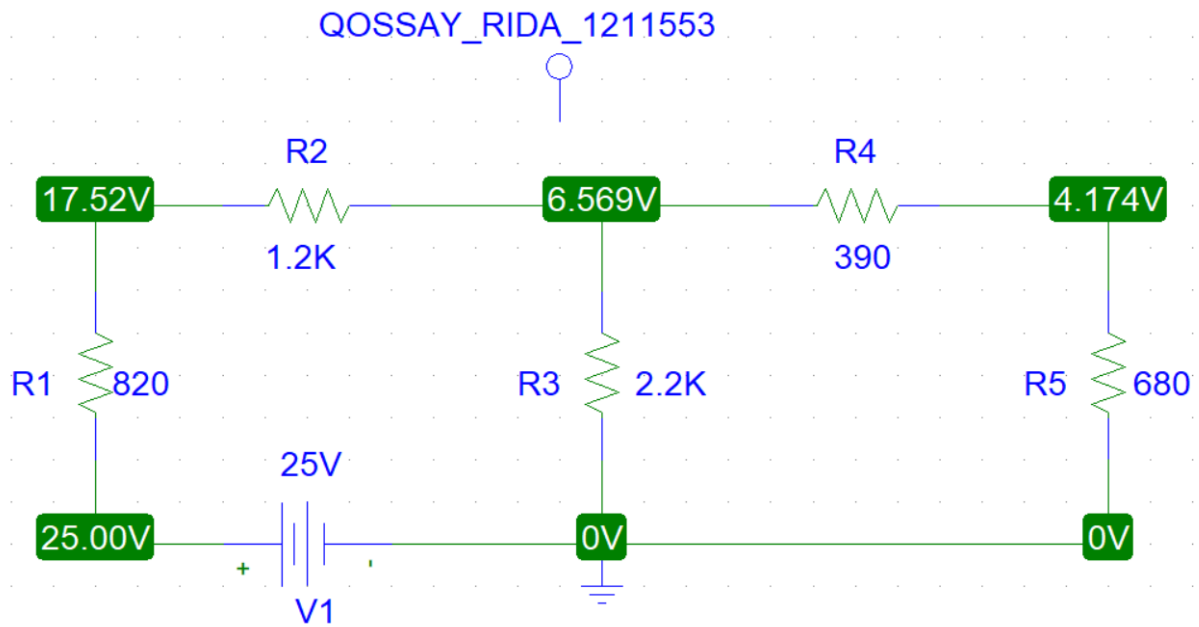 QOSSAY_RIDA_1211553
R2
R4
17.52V
6.569V
4.174V
1.2K
390
R1
820
R3
2.2K
R5
680
25V
25.00V
0V
0V
+
-
V1